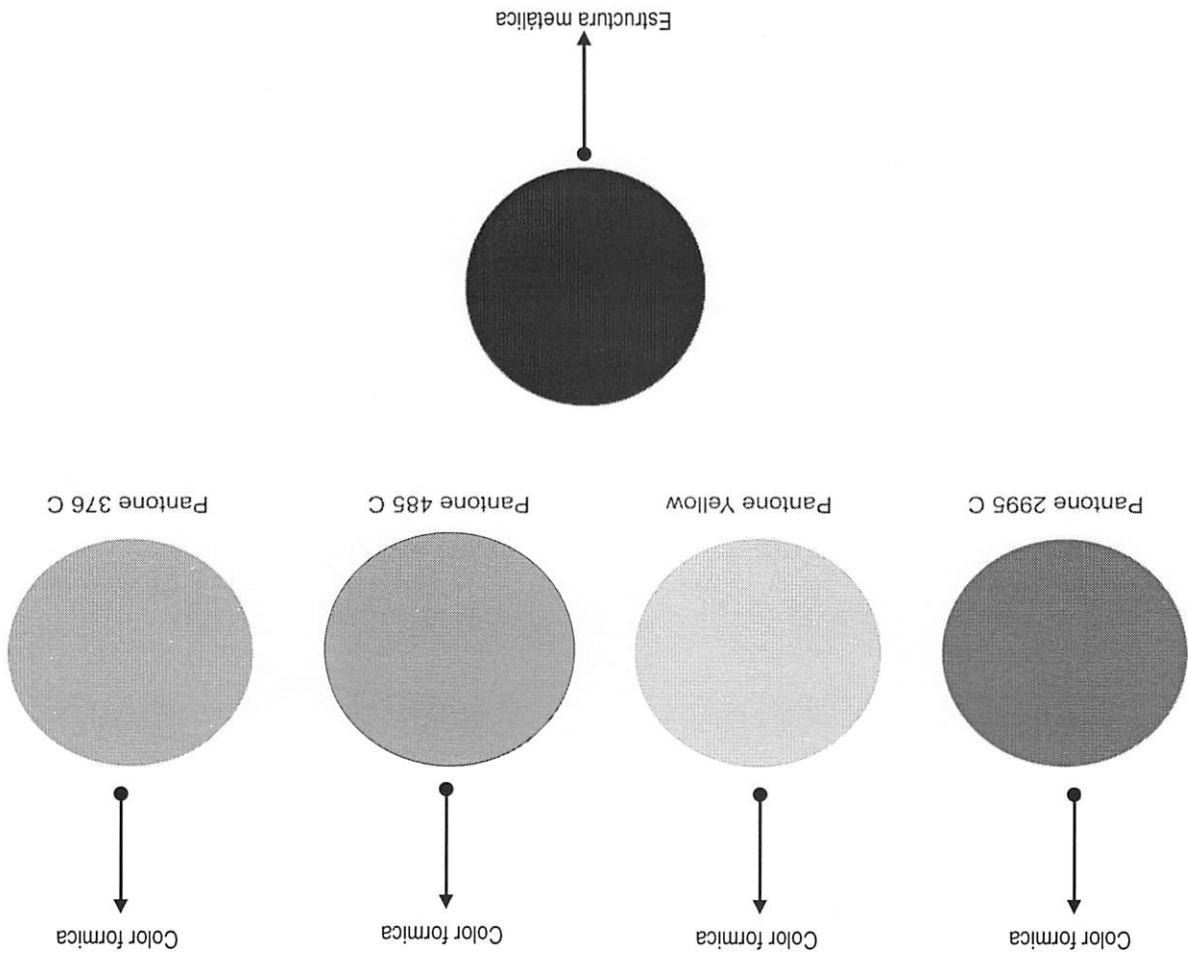 Color formica
Color formica
Color formica
Color formica
Pantone 2995 C
Pantone Yellow
Pantone 485 C
Pantone 376 C
Estructura metálica